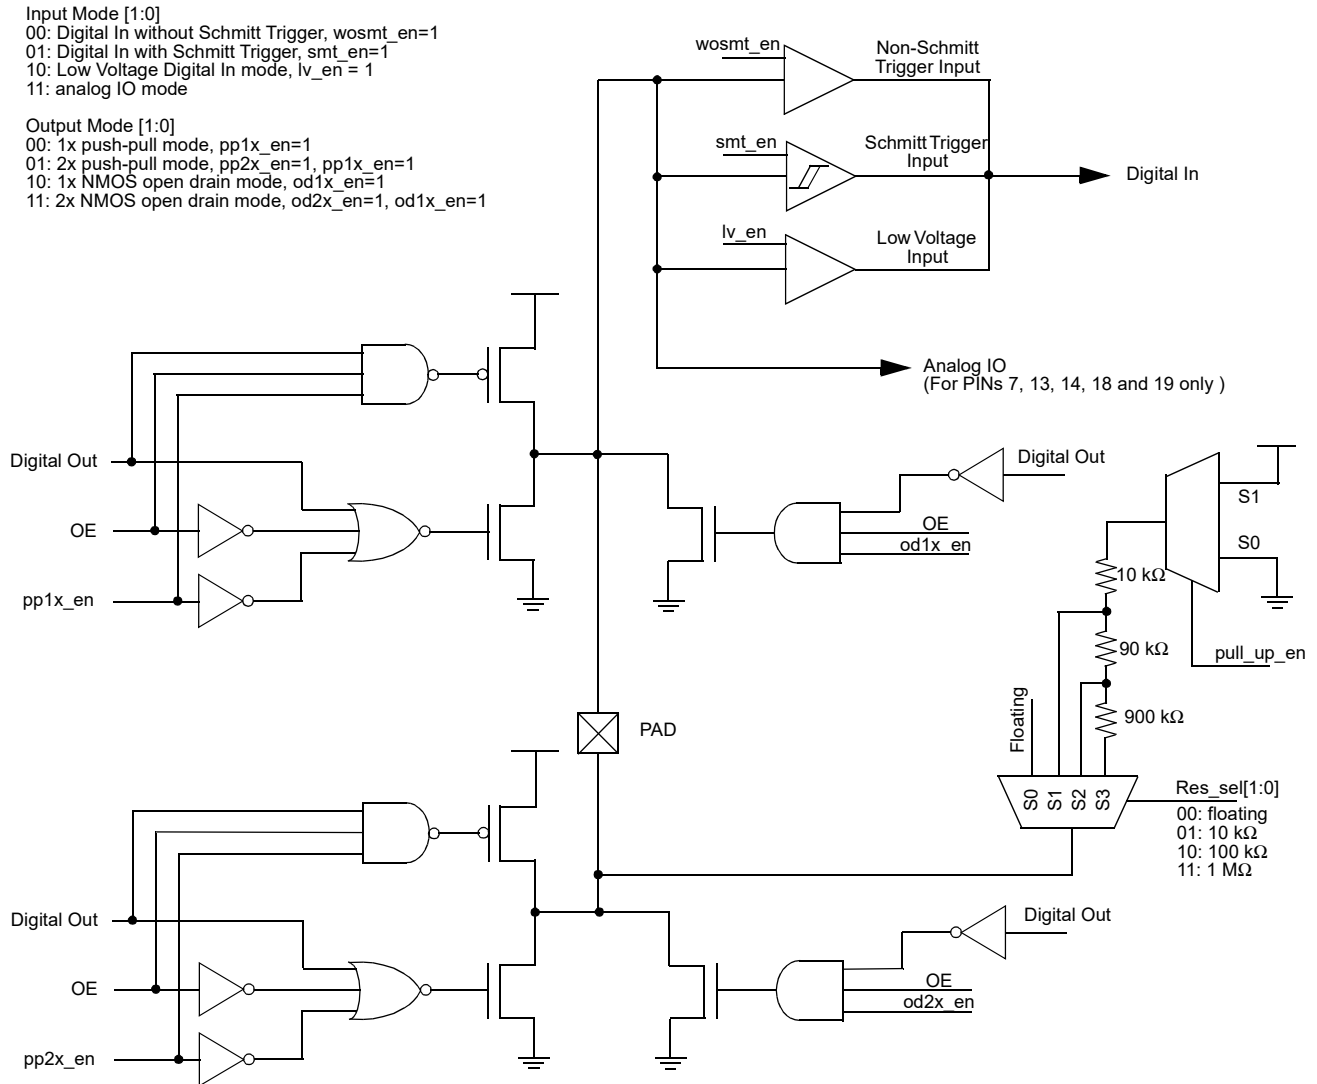 Input Mode [1:0]
00: Digital In without Schmitt Trigger, wosmt_en=1
01: Digital In with Schmitt Trigger, smt_en=1
10: Low Voltage Digital In mode, lv_en = 1
11: analog IO mode
Output Mode [1:0]
00: 1x push-pull mode, pp1x_en=1
01: 2x push-pull mode, pp2x_en=1, pp1x_en=1
10: 1x NMOS open drain mode, od1x_en=1
11: 2x NMOS open drain mode, od2x_en=1, od1x_en=1
wosmt_en
Non-Schmitt
Trigger Input
smt_en
Schmitt Trigger
Input
Digital In
lv_en
Low Voltage
Input
Analog IO
(For PINs 7, 13, 14, 18 and 19 only )
Digital Out
OE
pp1x_en
Digital Out
OE
od1x_en
S1
S0
10 kΩ
90 kΩ
pull_up_en
900 kΩ
Floating
PAD
S0
S1
S2
S3
Res_sel[1:0]
00: floating
01: 10 kΩ
10: 100 kΩ
11: 1 MΩ
Digital Out
OE
pp2x_en
Digital Out
OE
od2x_en